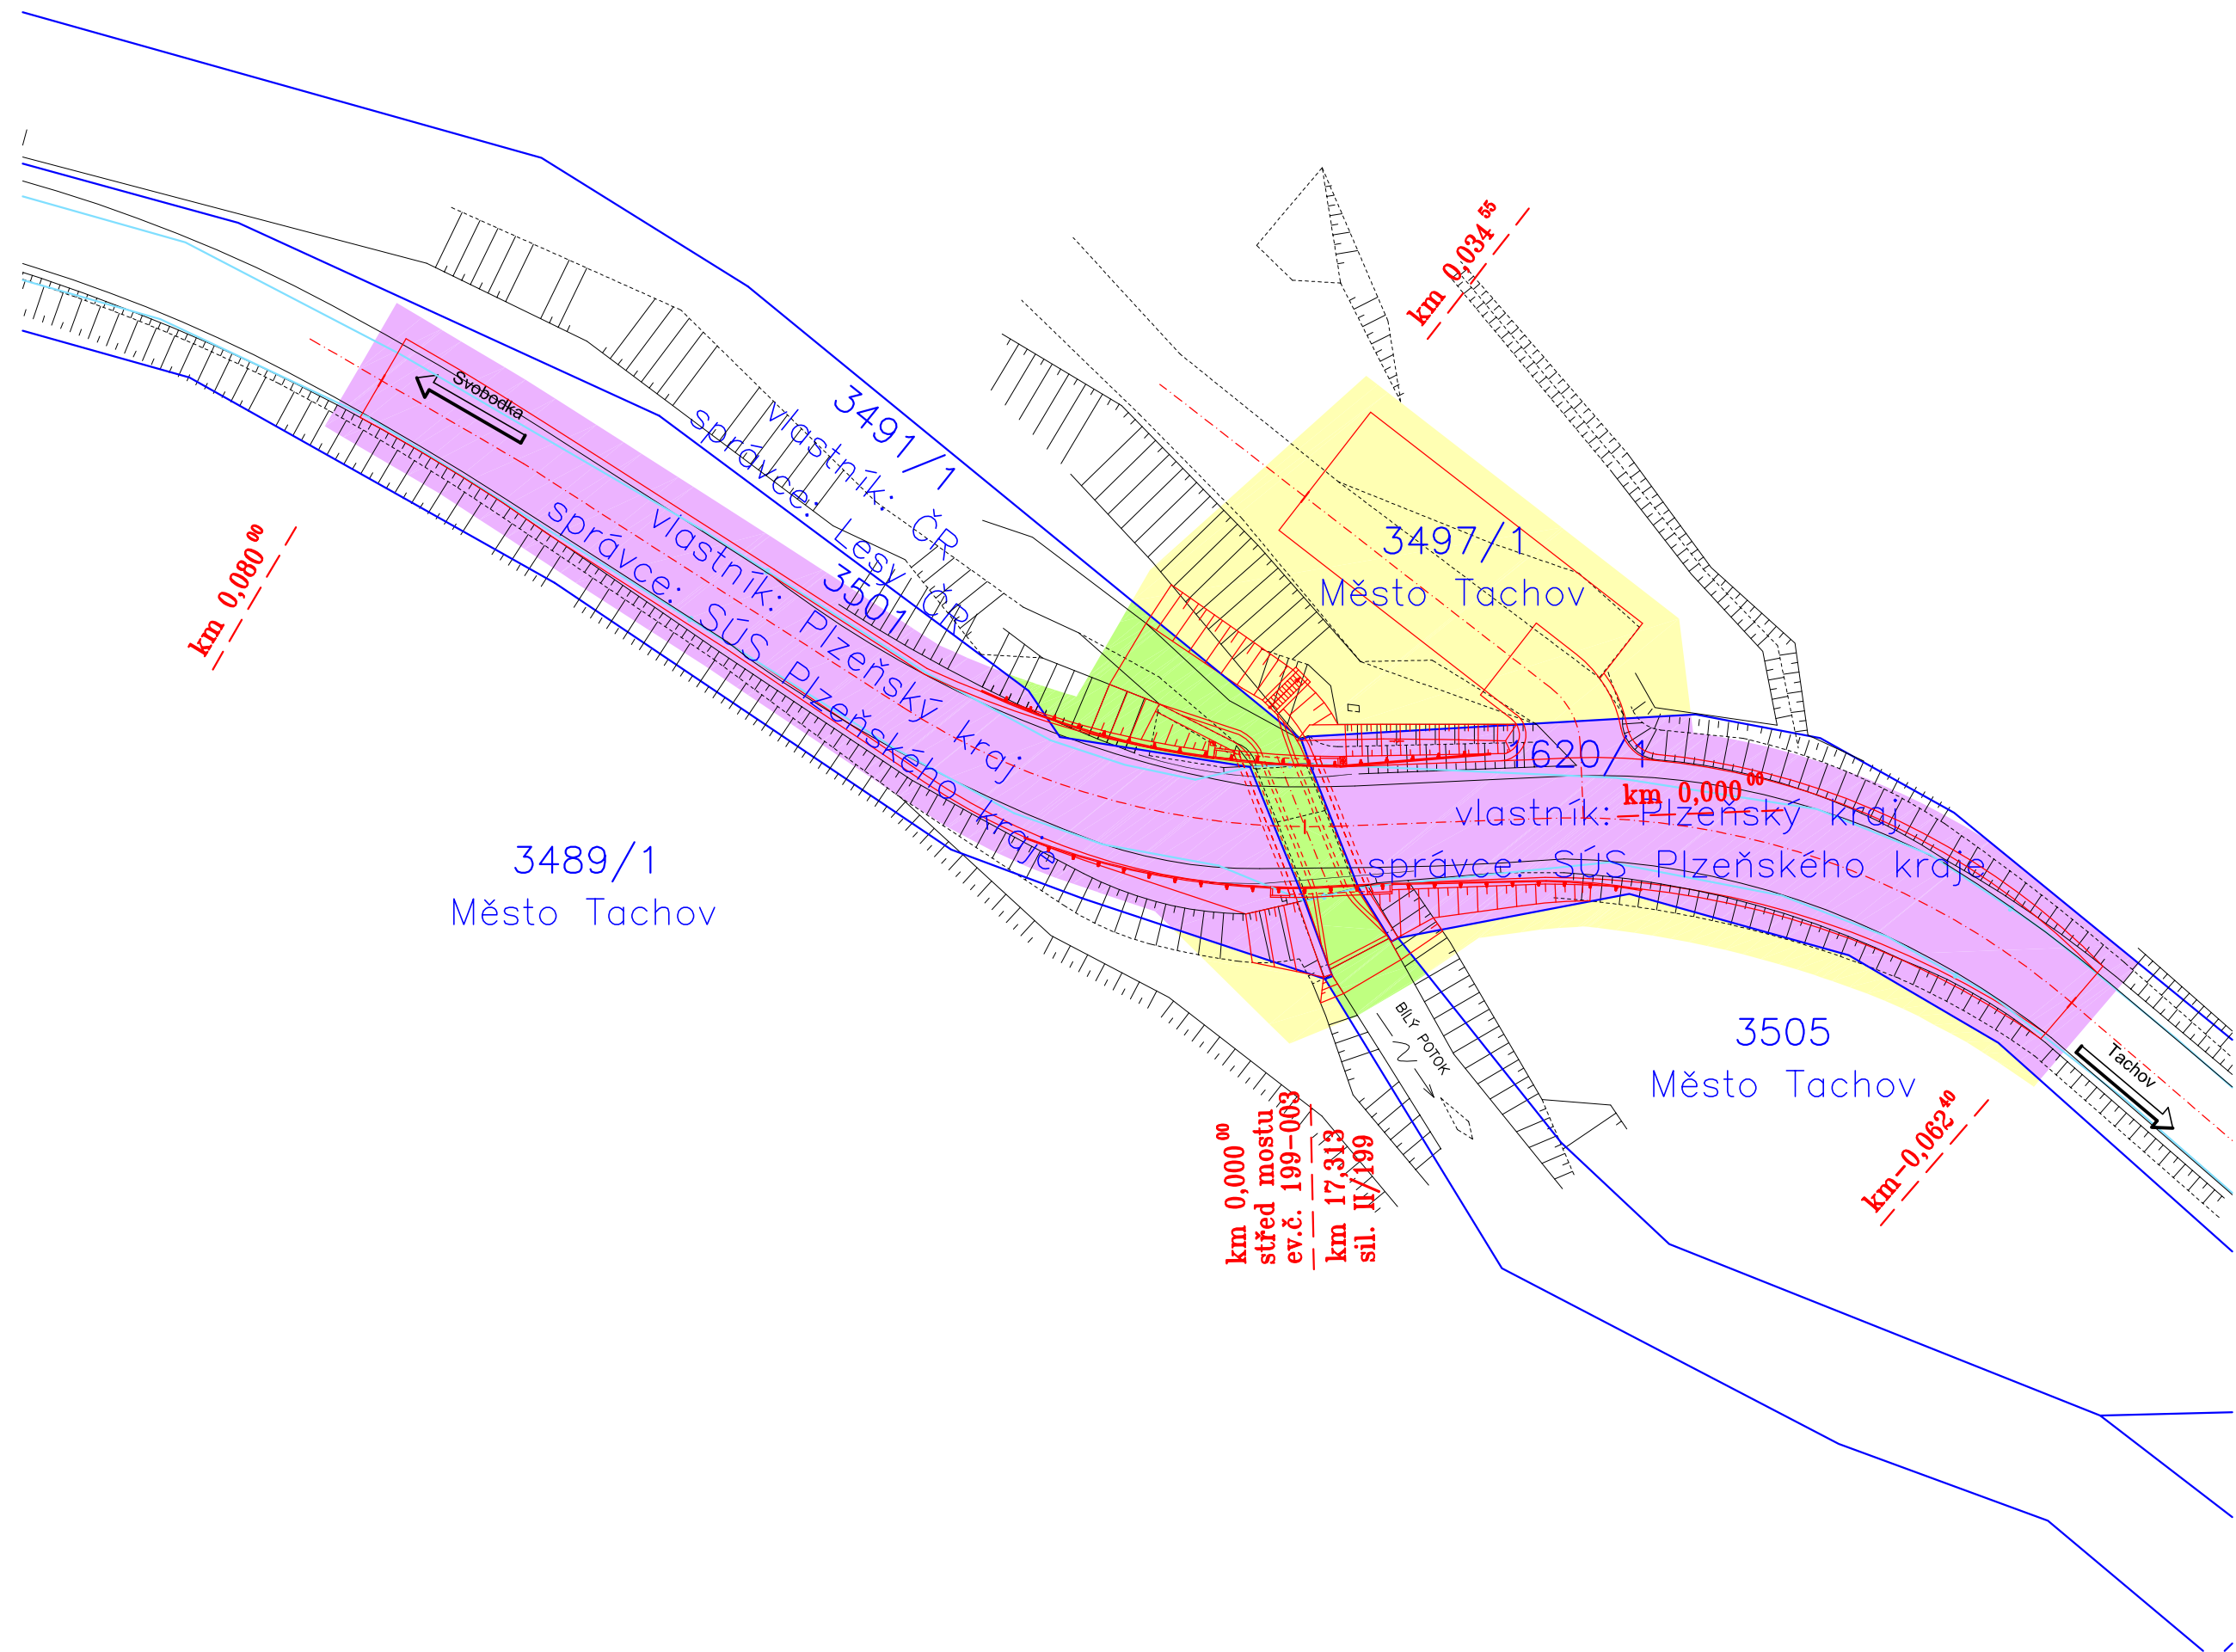 km 0,034 55
Svobodka
3491/1
vlastník: ČR
správce: Lesy ČR
3501
vlastník: Plzeňský kraj
správce: SÚS Plzeňského kraje
km 0,080 00
3497/1
Město Tachov
1620/1
km 0,000 00
vlastník: Plzeňský kraj
správce: SÚS Plzeňského kraje
3489/1
Město Tachov
3505
Město Tachov
BÍLÝ POTOK
Tachov
km-0,062 40
km 0,000 00
střed mostu
ev.č. 199-003
km 17,313
sil. II/199